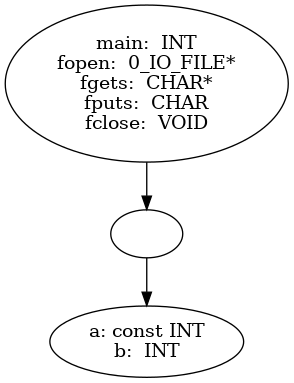 main:  INT
fopen:  0_IO_FILE*
fgets:  CHAR*
fputs:  CHAR
fclose:  VOID
a: const INT
b:  INT